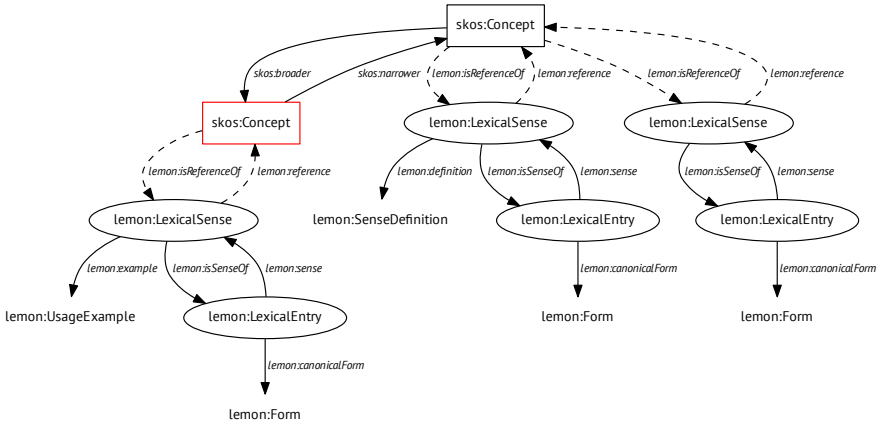 skos:Concept
skos:broader
skos:narrower
lemon:isReferenceOf
lemon:reference
lemon:isReferenceOf
lemon:reference
skos:Concept
lemon:LexicalSense
lemon:LexicalSense
lemon:isReferenceOf
lemon:reference
lemon:definition
lemon:isSenseOf
lemon:sense
lemon:isSenseOf
lemon:sense
lemon:LexicalSense
lemon:SenseDefinition
lemon:LexicalEntry
lemon:LexicalEntry
lemon:example
lemon:isSenseOf
lemon:sense
lemon:canonicalForm
lemon:canonicalForm
lemon:UsageExample
lemon:LexicalEntry
lemon:Form
lemon:Form
lemon:canonicalForm
lemon:Form